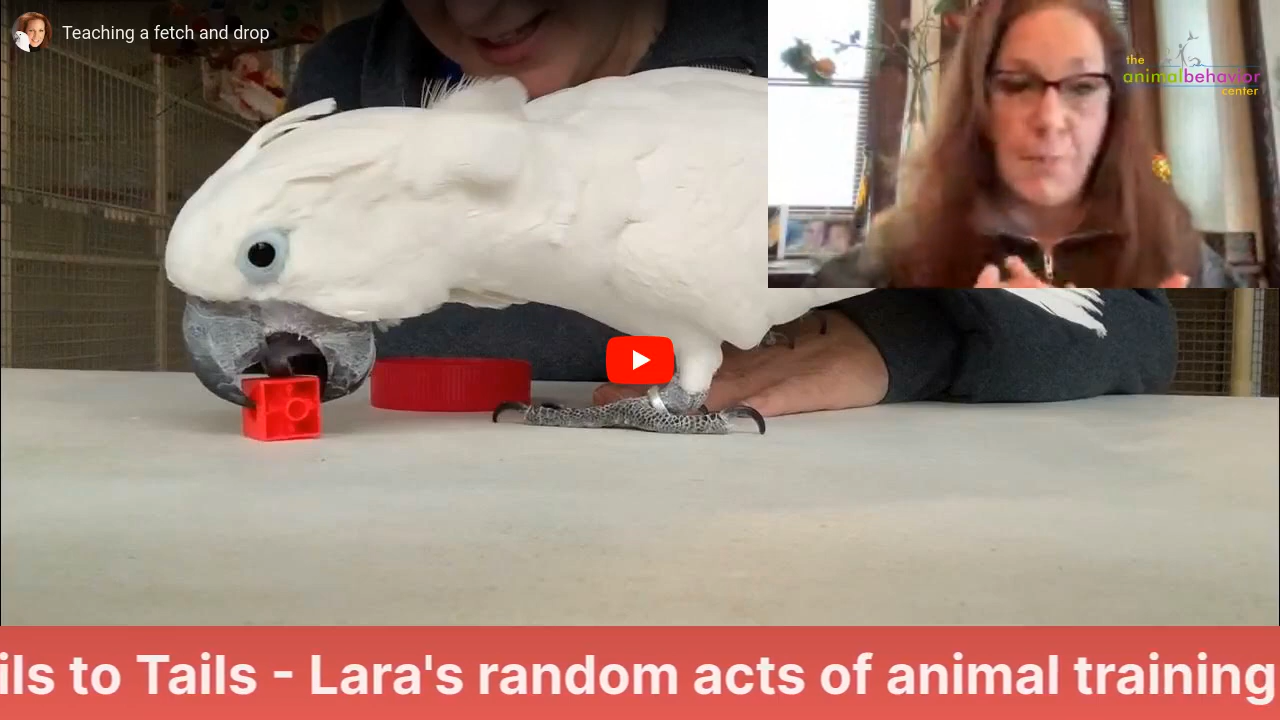 Teaching a fetch and drop
the
animalbehavior
center
ils to Tails - Lara's random acts of animal training